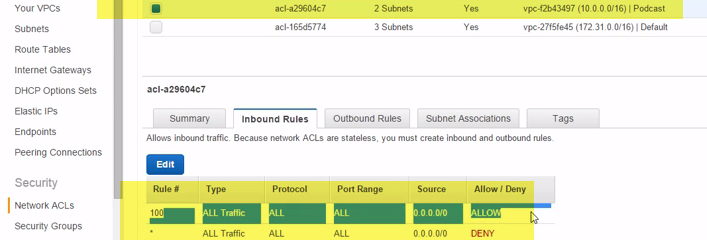 Your VPCs
Subnets
Route Tables
Internet Gateways
DHCP Options Sets
Elastic IPs
Endpoints
Peering Connections
Security
Network ACLs
Security Groups
acl-a29604c7 2 Subnets Yes vpc-f2b43497 (10.0.0.0/16) | Podcast
acl-165d5774 3 Subnets Yes vpc-27f5fe45 (172.31.0.0/16) | Default
acl-a29604c7
Summary Inbound Rules Outbound Rules Subnet Associations Tags
Allows inbound traffic. Because network ACLs are stateless, you must create inbound and outbound rules.
Edit
Rule # Type Protocol Port Range Source Allow / Deny
100 ALL Traffic ALL ALL 0.0.0.0/0 ALLOW
* ALL Traffic ALL ALL 0.0.0.0/0 DENY